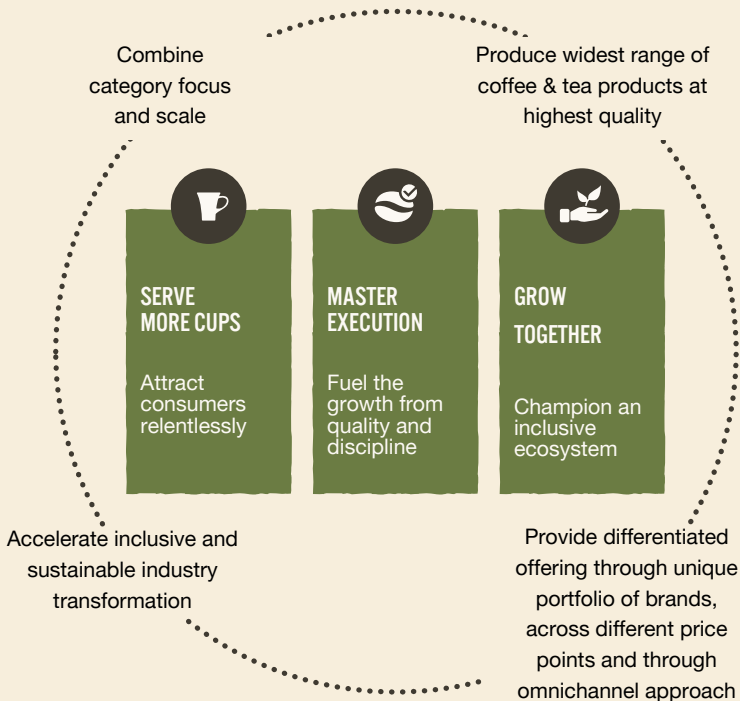 Combine
category focus
and scale
Produce widest range of
coffee & tea products at
highest quality
SERVE
MORE CUPS
Attract
consumers
relentlessly
MASTER
EXECUTION
Fuel the
growth from
quality and
discipline
GROW
TOGETHER
Champion an
inclusive
ecosystem
Accelerate inclusive and
sustainable industry
transformation
Provide differentiated
offering through unique
portfolio of brands,
across different price
points and through
omnichannel approach